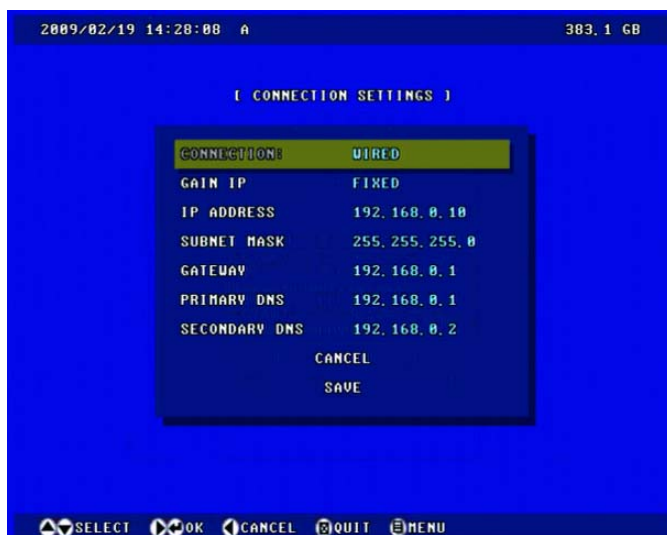 2009/02/19 14:28:08 A 383.1 GB
[ CONNECTION SETTINGS ]
CONNECTION: WIRED
GAIN IP FIXED
IP ADDRESS 192.168.0.10
SUBNET MASK 255.255.255.0
GATEWAY 192.168.0.1
PRIMARY DNS 192.168.0.1
SECONDARY DNS 192.168.0.2
CANCEL
SAVE
SELECT OK CANCEL QUIT MENU